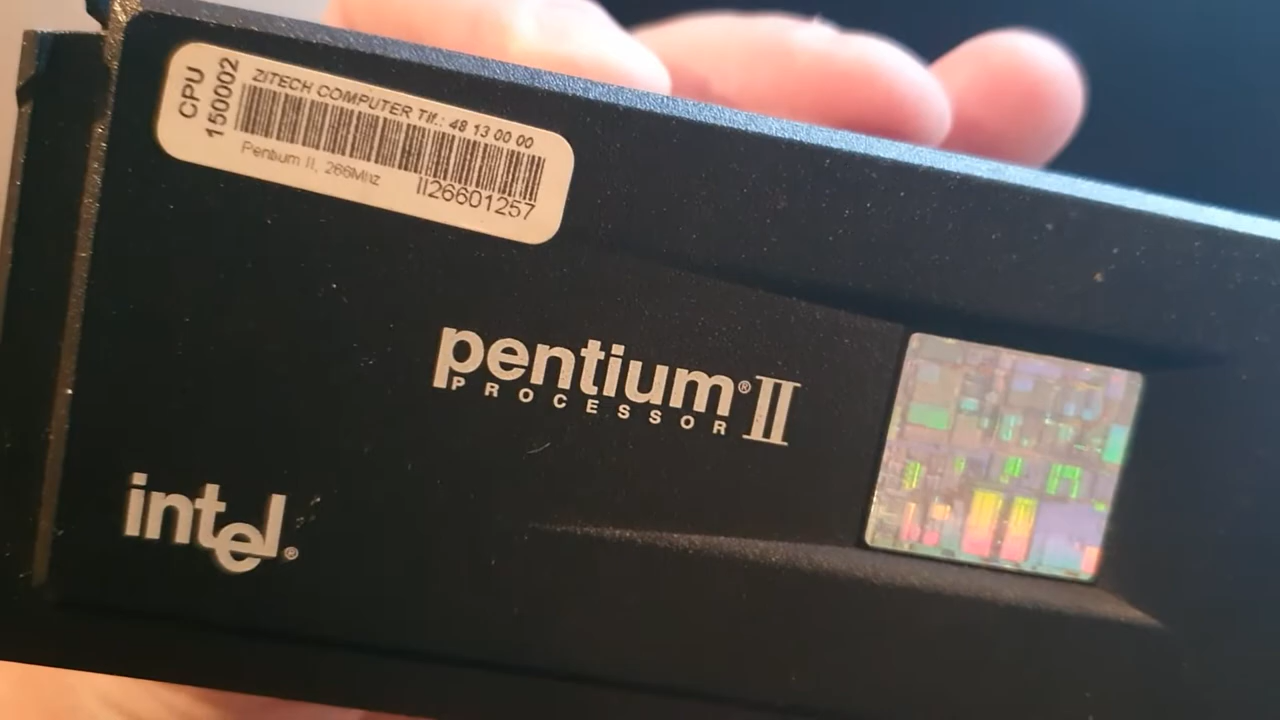 CPU
150002
ZITECH COMPUTER Tlf.: 48 13 00 00
Pentium II, 266Mhz
II26601257
pentium® II
PROCESSOR
intel®